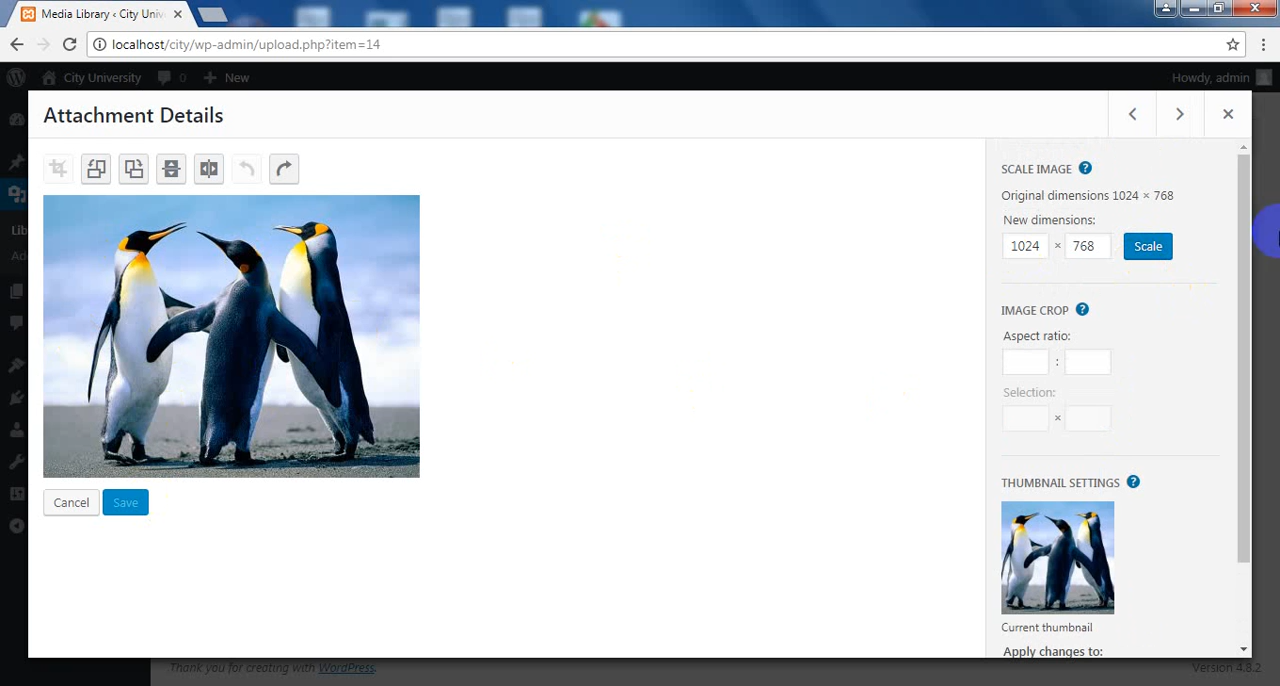 Media Library ‹ City Univ
localhost/city/wp-admin/upload.php?item=14
City University 0 New Howdy, admin
Attachment Details
SCALE IMAGE ?
Original dimensions 1024 × 768
New dimensions:
1024 × 768 Scale
IMAGE CROP ?
Aspect ratio:
:
Selection:
×
THUMBNAIL SETTINGS ?
Current thumbnail
Apply changes to:
Cancel Save
Lib
Ad
Thank you for creating with WordPress. Version 4.8.2